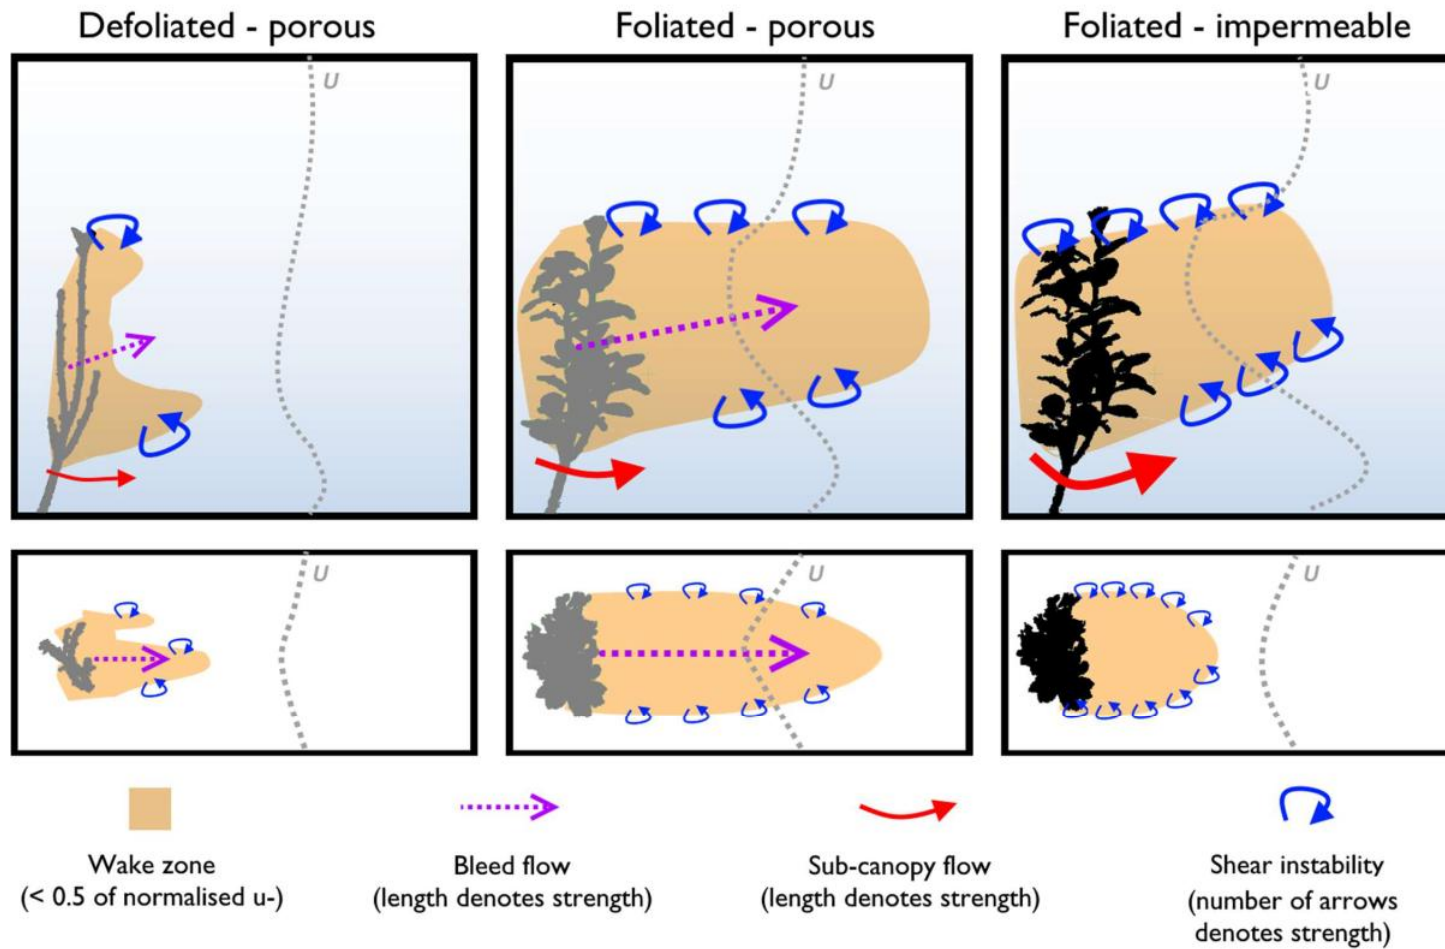 Defoliated - porous
Foliated - porous
Foliated - impermeable
U
U
U
U
U
U
Wake zone
(< 0.5 of normalised u-)
Bleed flow
(length denotes strength)
Sub-canopy flow
(length denotes strength)
Shear instability
(number of arrows
denotes strength)